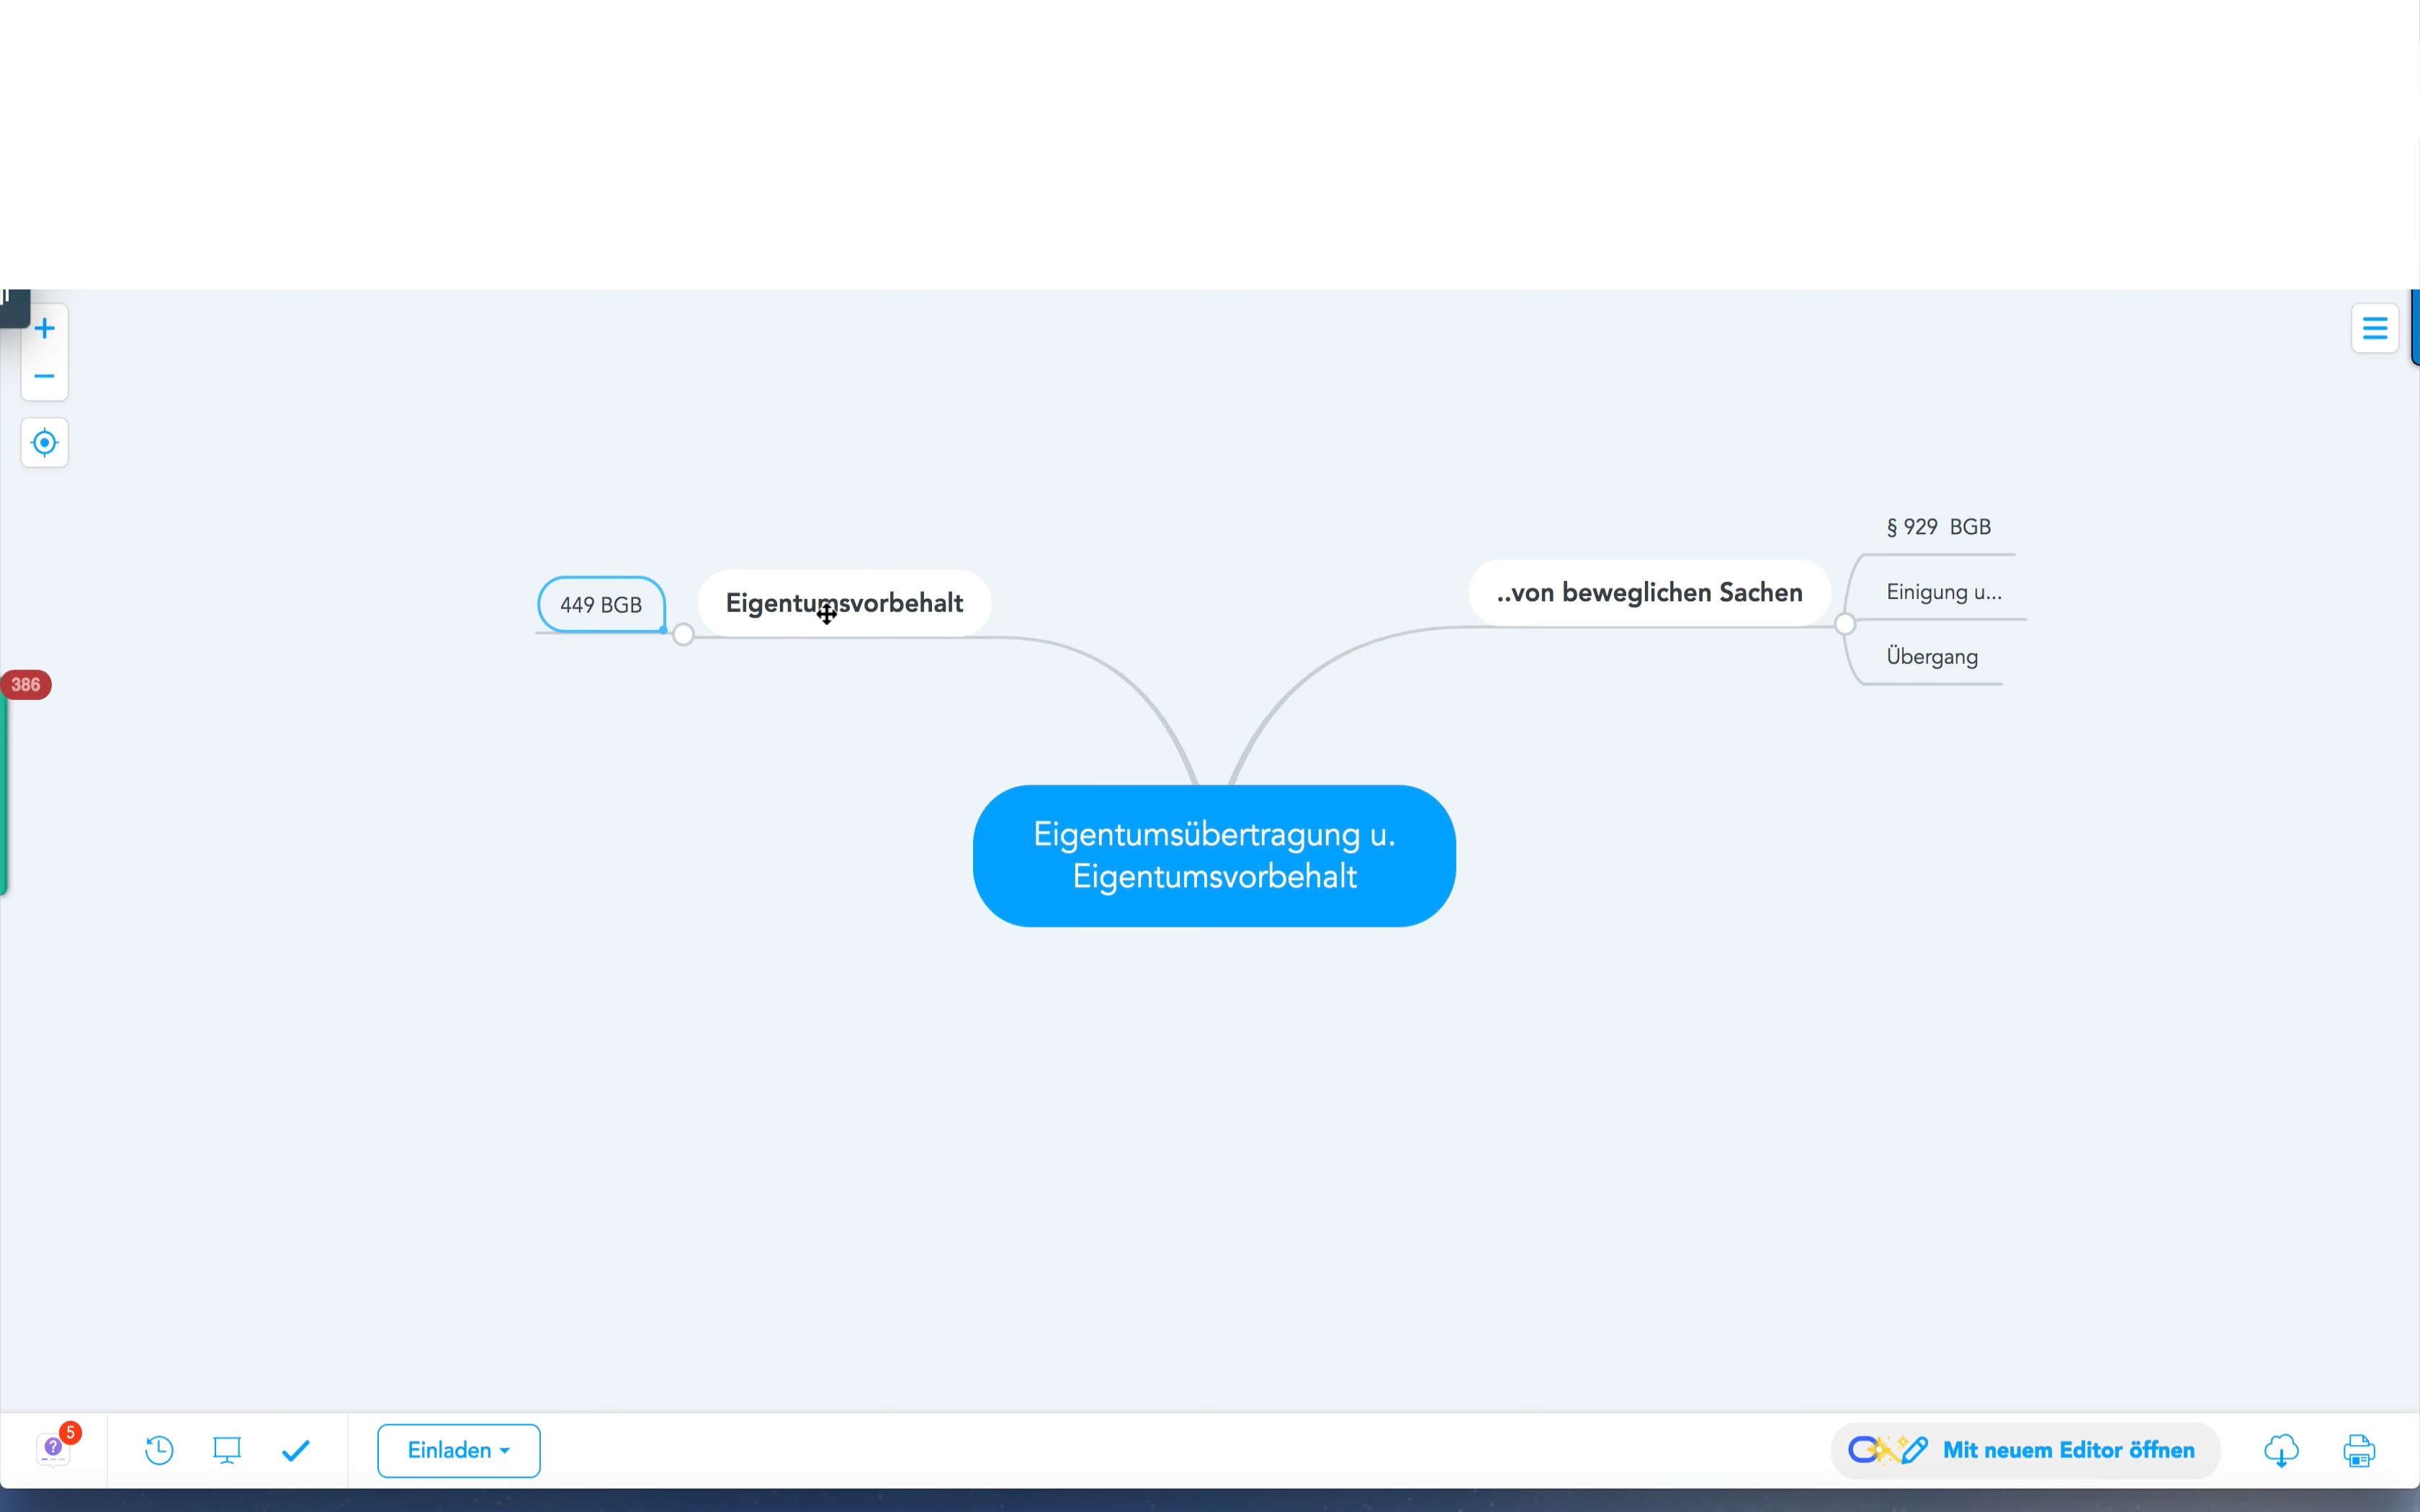 § 929 BGB
449 BGB
Eigentumsvorbehalt
..von beweglichen Sachen
Einigung u...
Übergang
386
Eigentumsübertragung u.
Eigentumsvorbehalt
5
?
Einladen
Mit neuem Editor öffnen